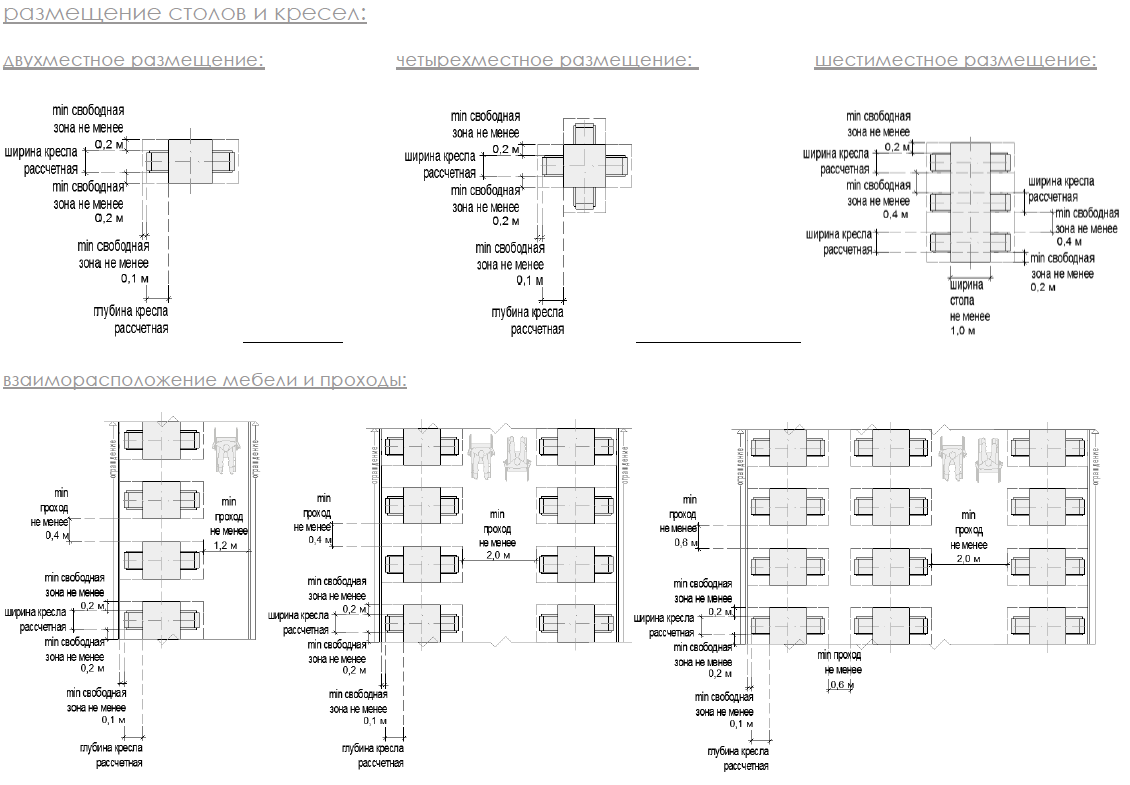 размещение столов и кресел:
двухместное размещение:
min свободная
зона не менее
0,2 м
ширина кресла
рассчетная
min свободная
зона не менее
0,2 м
min свободная
зона не менее
0,1 м
глубина кресла
рассчетная
четырехместное размещение:
min свободная
зона не менее
0,2 м
ширина кресла
рассчетная
min свободная
зона не менее
0,2 м
min свободная
зона не менее
0,1 м
глубина кресла
рассчетная
шестиместное размещение:
min свободная
зона не менее
0,2 м
ширина кресла
рассчетная
min свободная
зона не менее
0,4 м
ширина кресла
рассчетная
ширина кресла
рассчетная
min свободная
зона не менее
0,4 м
min свободная
зона не менее
0,2 м
ширина
стола
не менее
1,0 м
взаиморасположение мебели и проходы:
ограждение
ограждение
min
проход
не менее
0,4 м
min
проход
не менее
1,2 м
min свободная
зона не менее
0,2 м
ширина кресла
рассчетная
min свободная
зона не менее
0,2 м
min свободная
зона не менее
0,1 м
глубина кресла
рассчетная
ограждение
ограждение
min
проход
не менее
0,4 м
min
проход
не менее
2,0 м
min свободная
зона не менее
0,2 м
ширина кресла
рассчетная
min свободная
зона не менее
0,2 м
min свободная
зона не менее
0,1 м
глубина кресла
рассчетная
ограждение
ограждение
min
проход
не менее
0,6 м
min
проход
не менее
2,0 м
min свободная
зона не менее
0,2 м
ширина кресла
рассчетная
min свободная
зона не менее
0,2 м
min проход
не менее
0,6 м
min свободная
зона не менее
0,1 м
глубина кресла
рассчетная